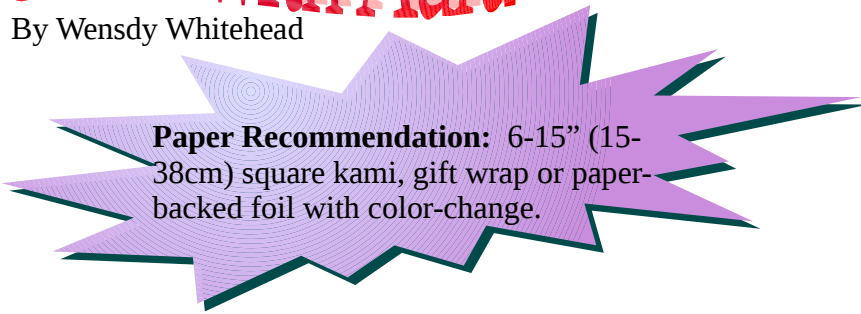 By Wensdy Whitehead
Paper Recommendation: 6-15” (15-
38cm) square kami, gift wrap or paper-
backed foil with color-change.